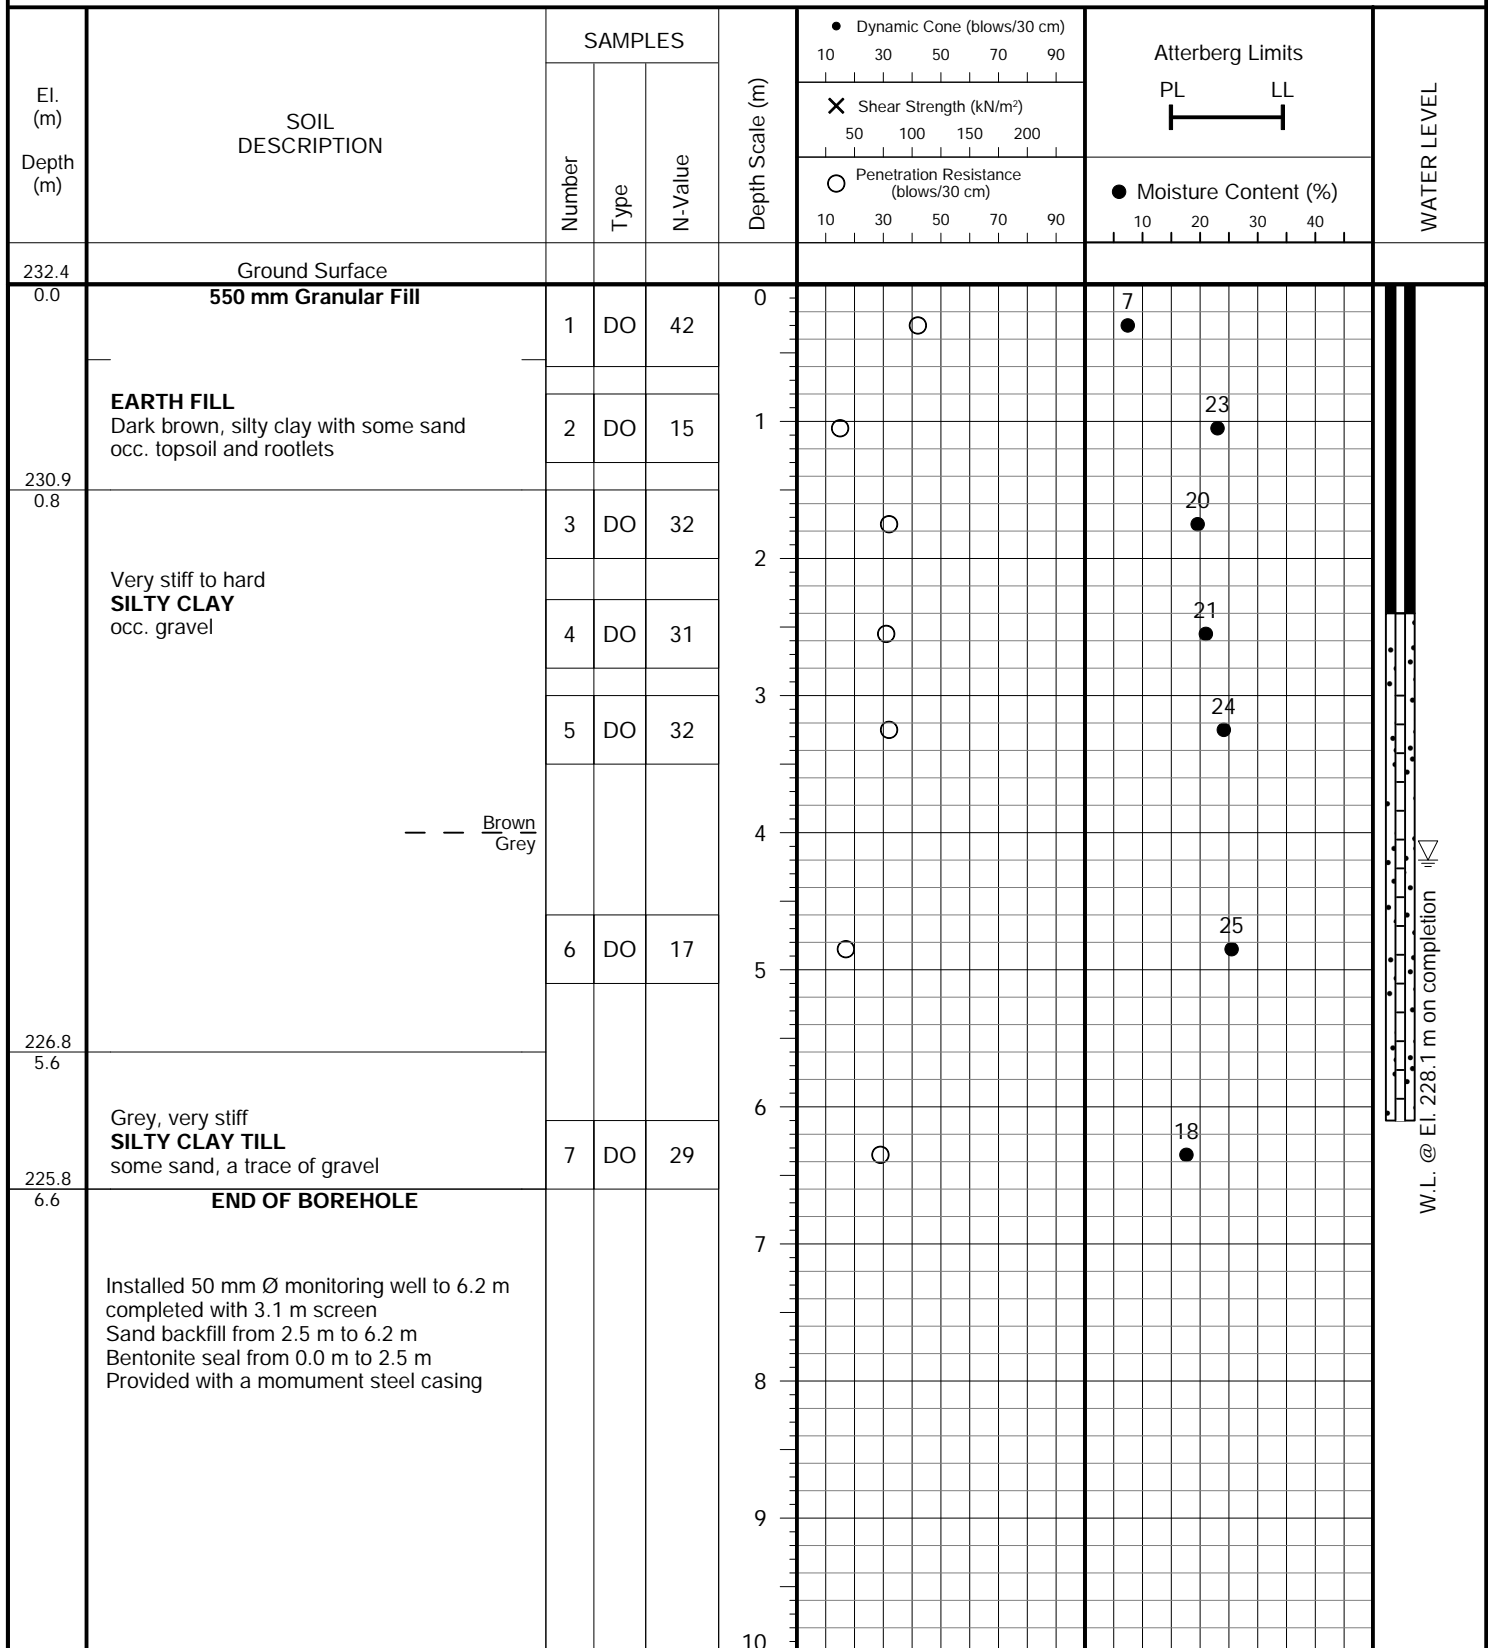 El.
(m)
Depth
(m)
SOIL
DESCRIPTION
SAMPLES
Number
Type
N-Value
Depth Scale (m)
● Dynamic Cone (blows/30 cm)
10 30 50 70 90
✕ Shear Strength (kN/m²)
50 100 150 200
○ Penetration Resistance
(blows/30 cm)
10 30 50 70 90
Atterberg Limits
PL LL
● Moisture Content (%)
10 20 30 40
WATER LEVEL
232.4 Ground Surface
0.0 550 mm Granular Fill
0
7
1 DO 42
EARTH FILL
Dark brown, silty clay with some sand
occ. topsoil and rootlets
23
1
2 DO 15
230.9
0.8
20
3 DO 32
2
Very stiff to hard
SILTY CLAY
occ. gravel
21
4 DO 31
3
24
5 DO 32
Brown
Grey
4
25
6 DO 17
5
226.8
5.6
6
Grey, very stiff
SILTY CLAY TILL
some sand, a trace of gravel
18
7 DO 29
225.8
6.6
END OF BOREHOLE
W.L. @ El. 228.1 m on completion
7
Installed 50 mm Ø monitoring well to 6.2 m
completed with 3.1 m screen
Sand backfill from 2.5 m to 6.2 m
Bentonite seal from 0.0 m to 2.5 m
Provided with a momument steel casing
8
9
10